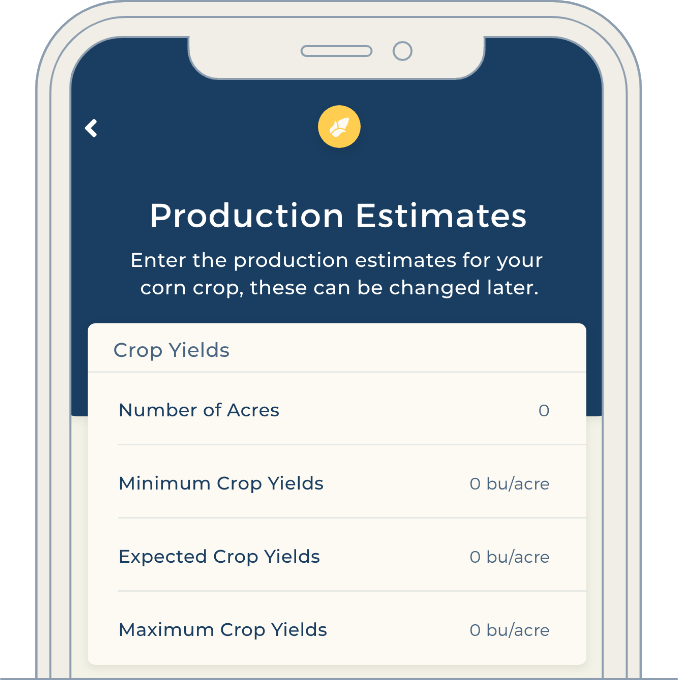 Production Estimates
Enter the production estimates for your
corn crop, these can be changed later.
Crop Yields
Number of Acres 0
Minimum Crop Yields 0 bu/acre
Expected Crop Yields 0 bu/acre
Maximum Crop Yields 0 bu/acre